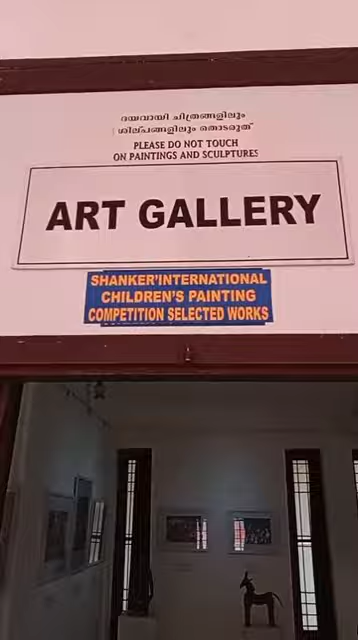 ദയവായി ചിത്രങ്ങളിലും
ശില്പങ്ങളിലും തൊടരുത്
PLEASE DO NOT TOUCH
ON PAINTINGS AND SCULPTURES
ART GALLERY
SHANKER'INTERNATIONAL
CHILDREN'S PAINTING
COMPETITION SELECTED WORKS